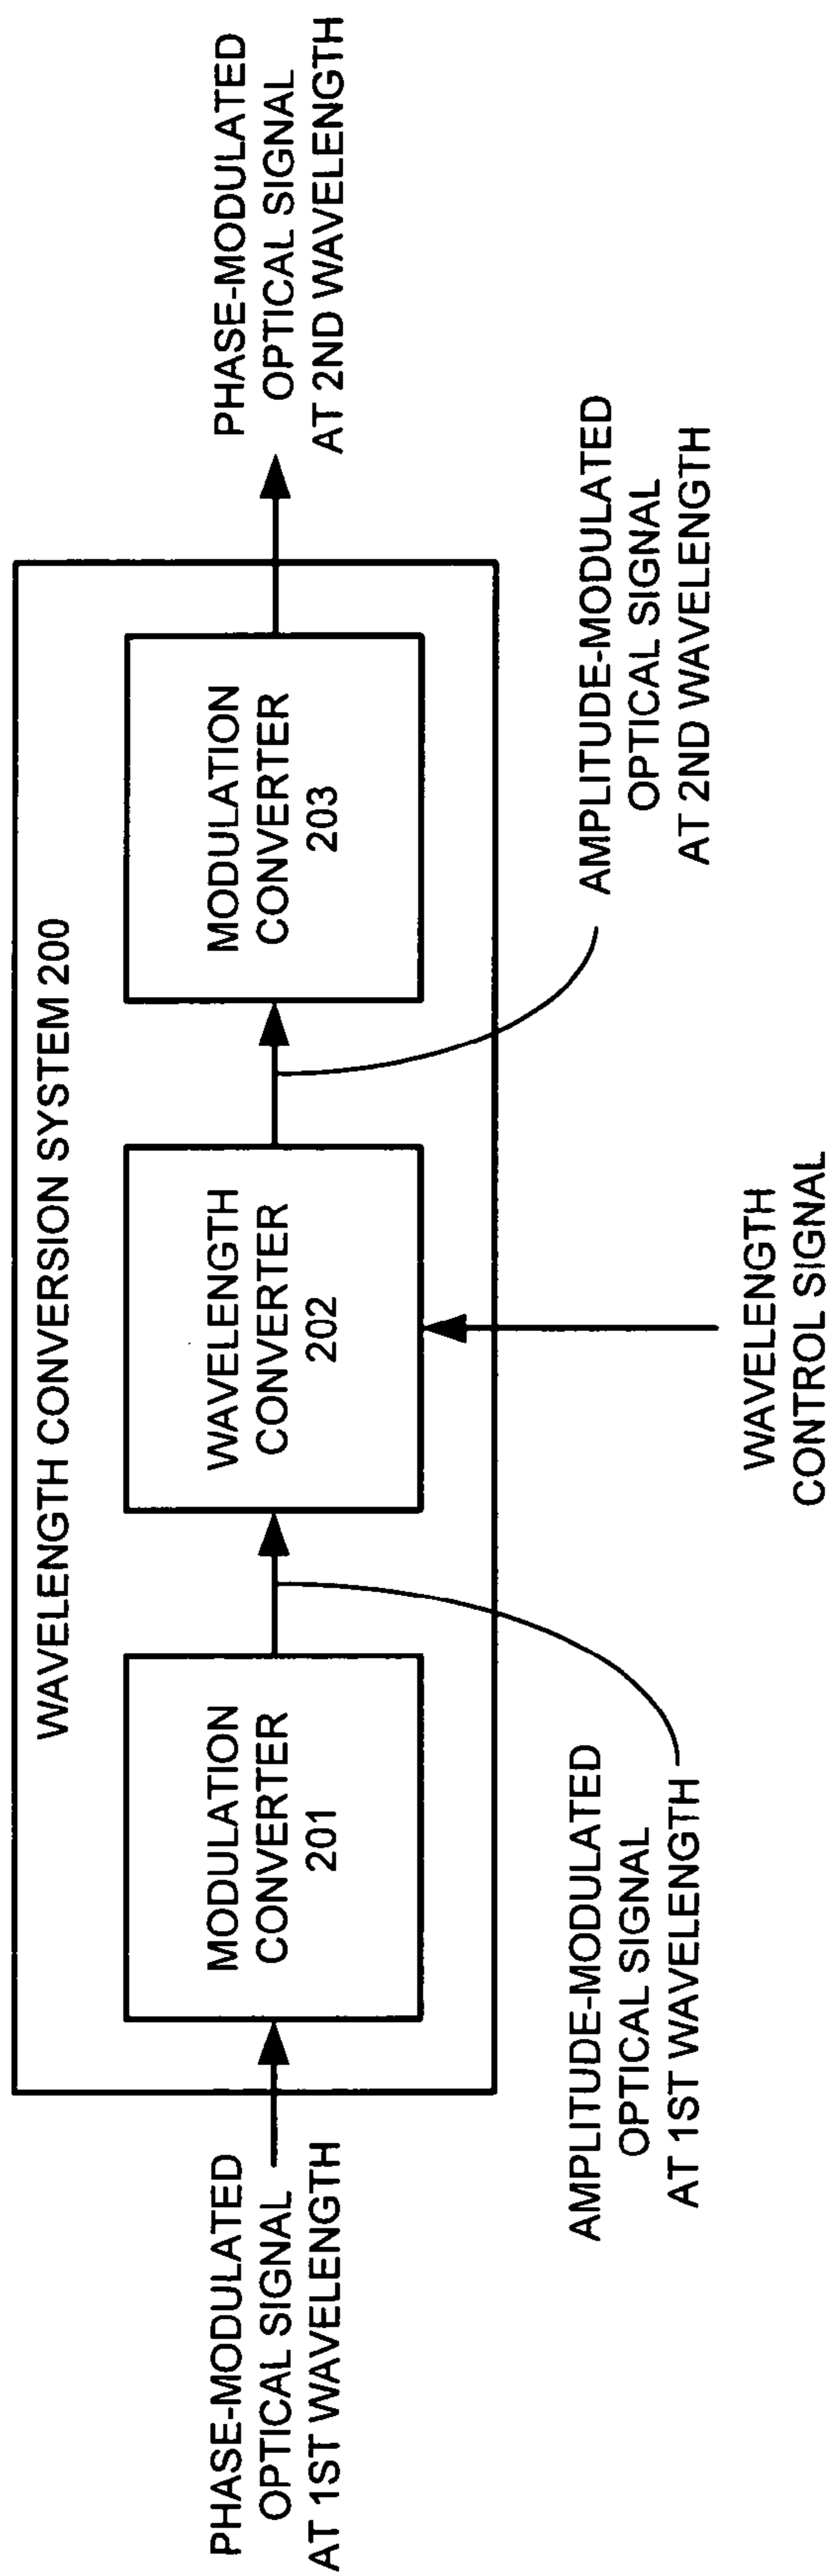 WAVELENGTH CONVERSION SYSTEM 200
PHASE-MODULATED
OPTICAL SIGNAL
AT 1ST WAVELENGTH
MODULATION
CONVERTER
201
WAVELENGTH
CONVERTER
202
MODULATION
CONVERTER
203
PHASE-MODULATED
OPTICAL SIGNAL
AT 2ND WAVELENGTH
AMPLITUDE-MODULATED
OPTICAL SIGNAL
AT 1ST WAVELENGTH
WAVELENGTH
CONTROL SIGNAL
AMPLITUDE-MODULATED
OPTICAL SIGNAL
AT 2ND WAVELENGTH